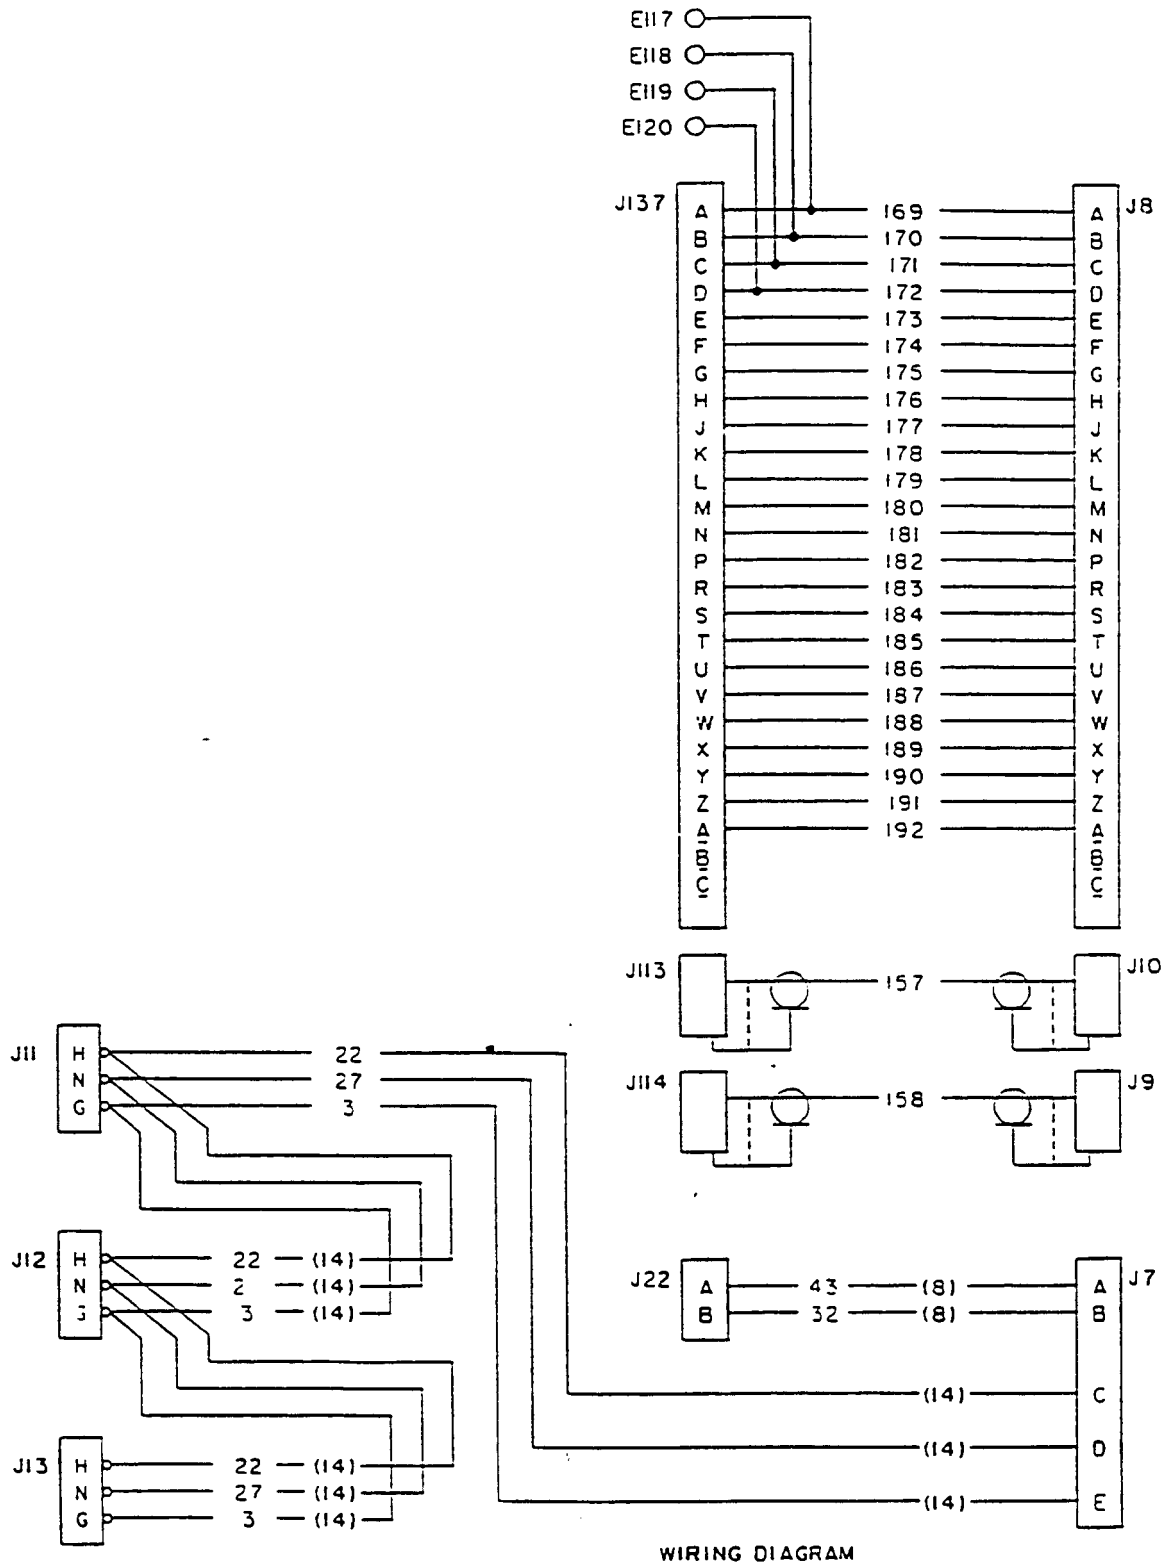 E117
E118
E119
E120
J137 J8
A 169 A
B 170 B
C 171 C
D 172 D
E 173 E
F 174 F
G 175 G
H 176 H
J 177 J
K 178 K
L 179 L
M 180 M
N 181 N
P 182 P
R 183 R
S 184 S
T 185 T
U 186 U
V 187 V
W 188 W
X 189 X
Y 190 Y
Z 191 Z
A 192 A
B B
C C
J113 157 J10
J11
H 22
N 27
G 3
J114 158 J9
J12
H 22 (14)
N 2 (14)
3 (14)
J22 J7
A 43 (8) A
B 32 (8) B
(14) C
(14) D
(14) E
J13
H 22 (14)
N 27 (14)
G 3 (14)
WIRING DIAGRAM